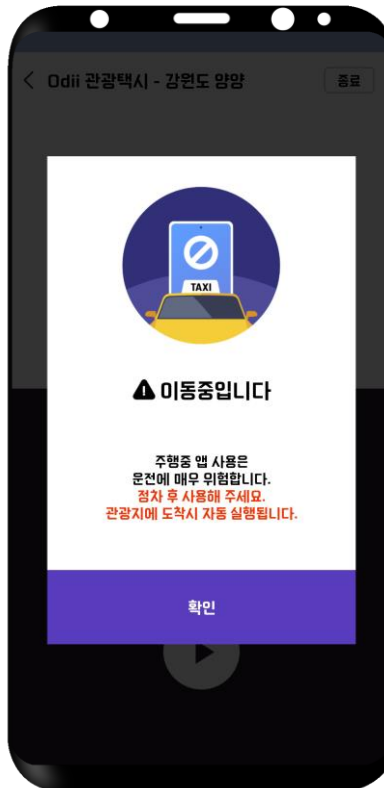 Odii 관광택시 - 강원도 양양
종료
TAXI
이동중입니다
주행중 앱 사용은
운전에 매우 위험합니다.
정차 후 사용해 주세요.
관광지에 도착시 자동 실행됩니다.
확인